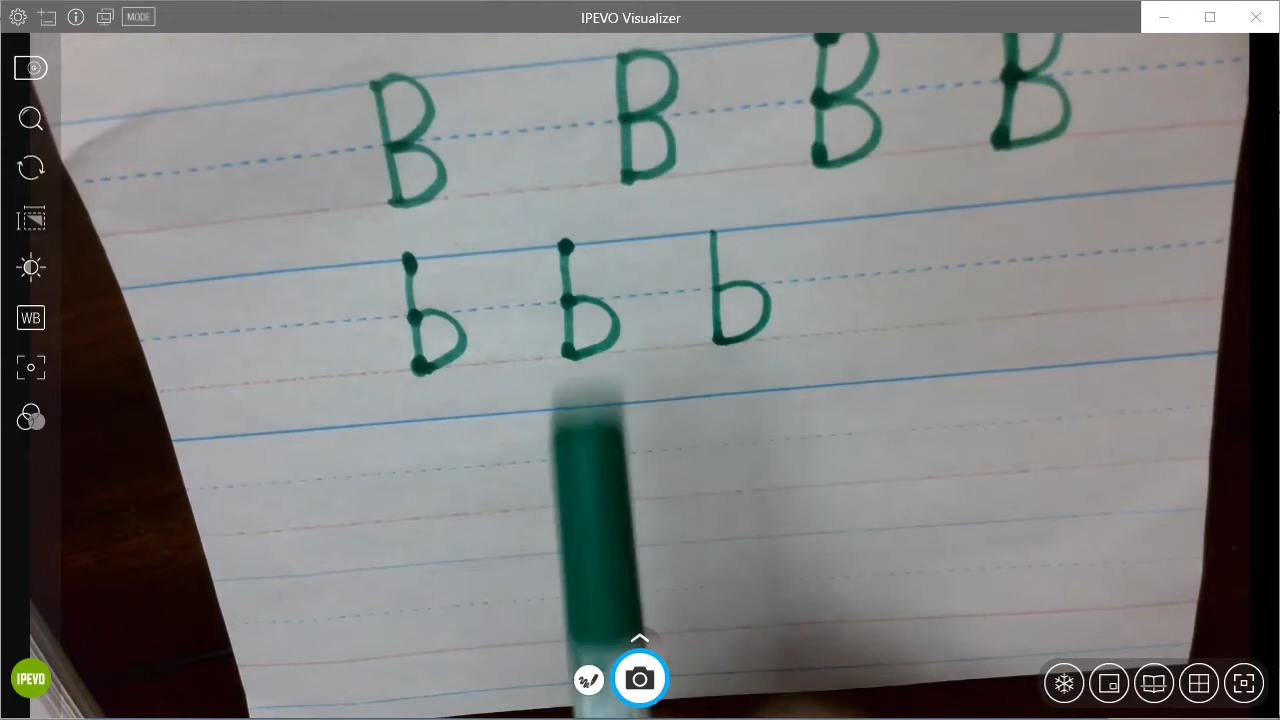 IPEVO Visualizer
MODE
B B B B
b b b
WB
IPEVO